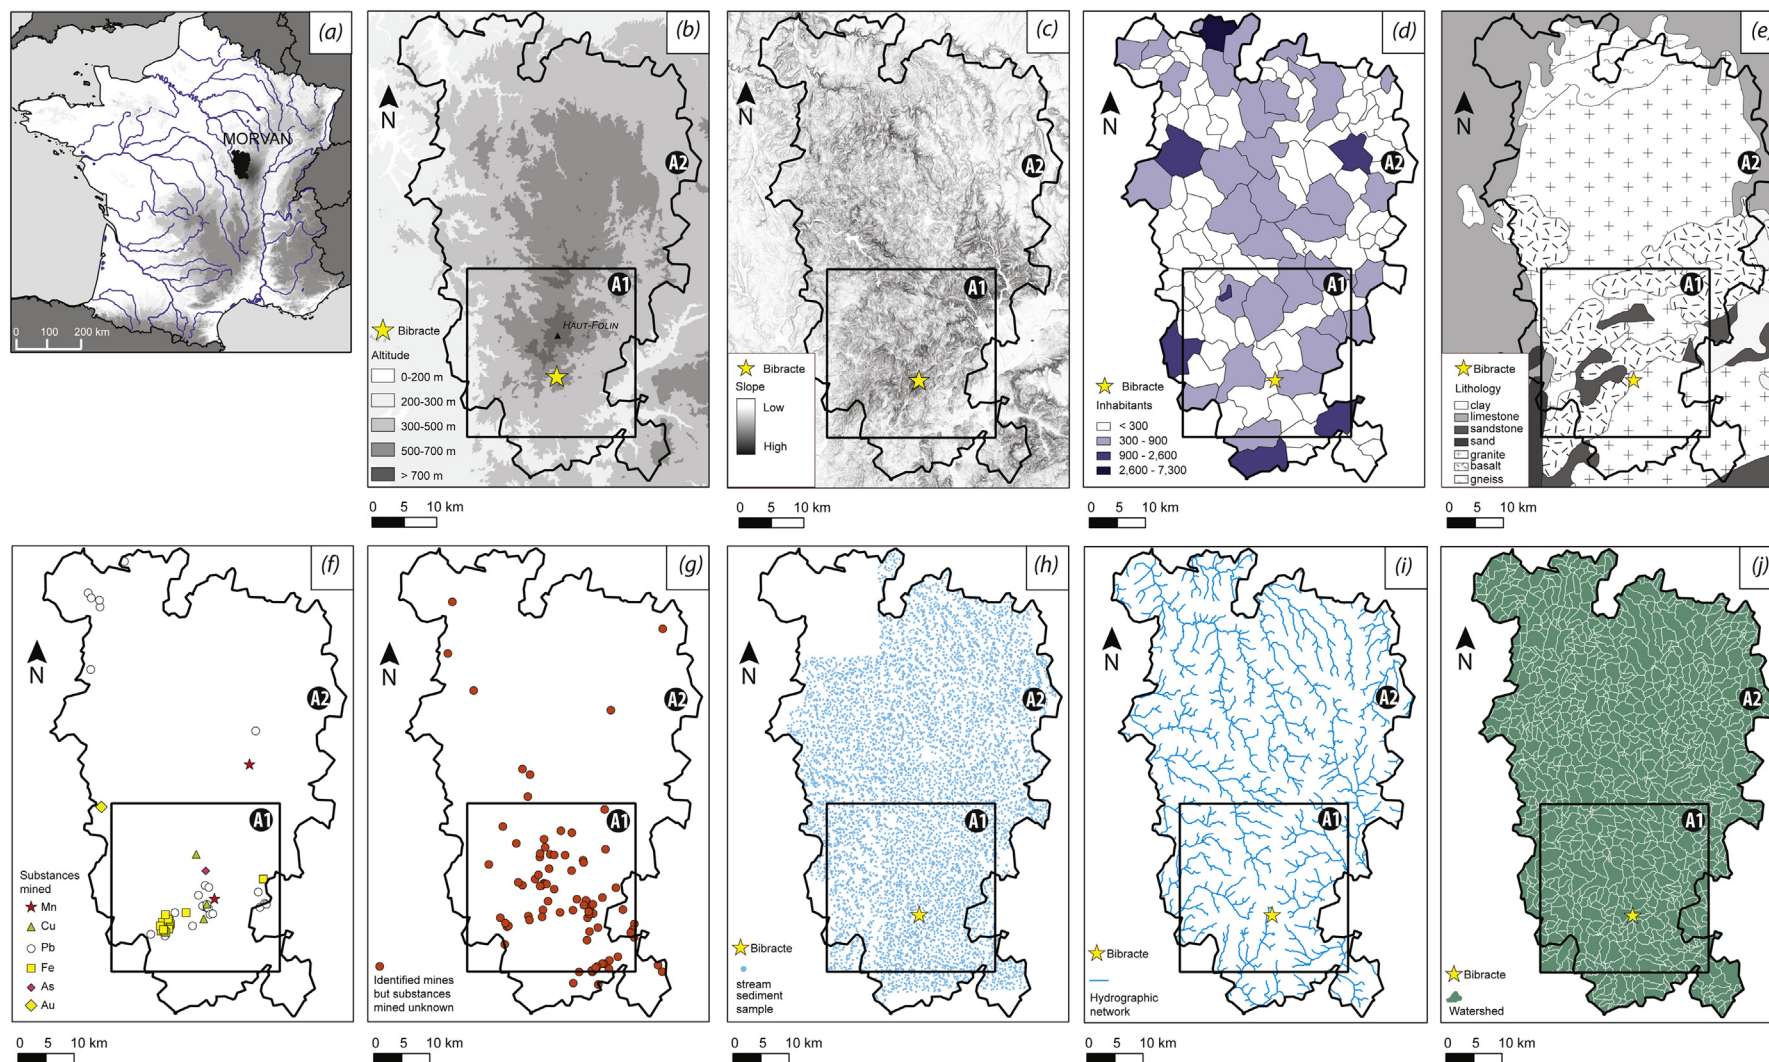 (a)
MORVAN
0 100 200 km
(b)
N
A2
A1
HAUT-FOLIN
Bibracte
Altitude
0-200 m
200-300 m
300-500 m
500-700 m
> 700 m
0 5 10 km
(c)
N
A2
A1
Bibracte
Slope
Low
High
0 5 10 km
(d)
N
A2
A1
Bibracte
Inhabitants
< 300
300 - 900
900 - 2,600
2,600 - 7,300
0 5 10 km
(e)
N
A2
A1
Bibracte
Lithology
clay
limestone
sandstone
sand
granite
basalt
gneiss
0 5 10 km
(f)
N
A2
A1
Substances
mined
Mn
Cu
Pb
Fe
As
Au
0 5 10 km
(g)
N
A2
A1
Identified mines
but substances
mined unknown
0 5 10 km
(h)
N
A2
A1
Bibracte
stream
sediment
sample
0 5 10 km
(i)
N
A2
A1
Bibracte
Hydrographic
network
0 5 10 km
(j)
N
A2
A1
Bibracte
Watershed
0 5 10 km